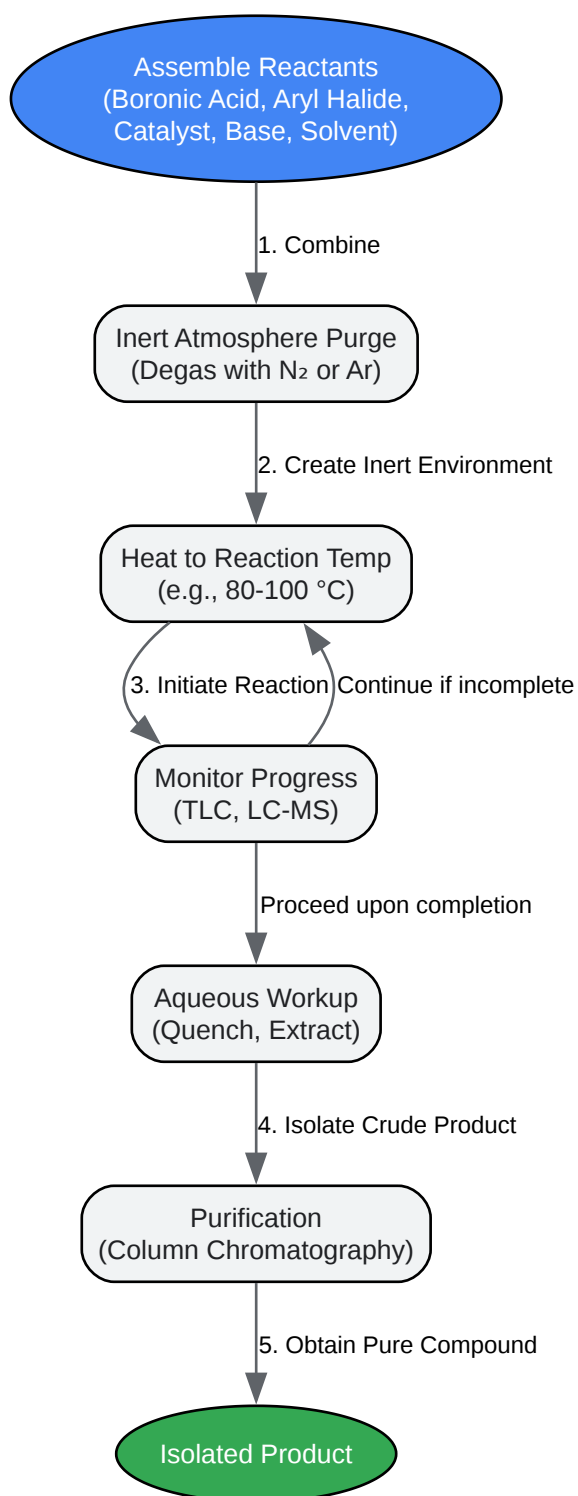 Assemble Reactants
(Boronic Acid, Aryl Halide,
Catalyst, Base, Solvent)
1. Combine
Inert Atmosphere Purge
(Degas with N₂ or Ar)
2. Create Inert Environment
Heat to Reaction Temp
(e.g., 80-100 °C)
3. Initiate Reaction
Continue if incomplete
Monitor Progress
(TLC, LC-MS)
Proceed upon completion
Aqueous Workup
(Quench, Extract)
4. Isolate Crude Product
Purification
(Column Chromatography)
5. Obtain Pure Compound
Isolated Product